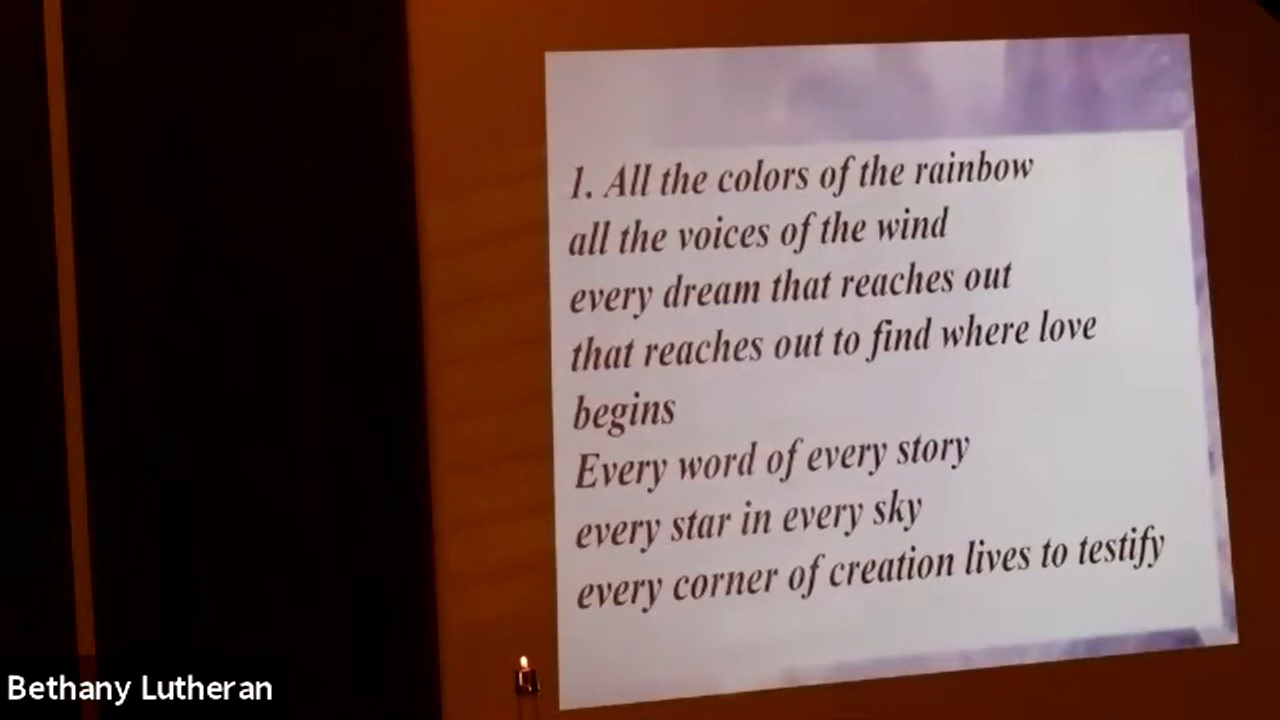 1. All the colors of the rainbow
all the voices of the wind
every dream that reaches out
that reaches out to find where love
begins
Every word of every story
every star in every sky
every corner of creation lives to testify
Bethany Lutheran